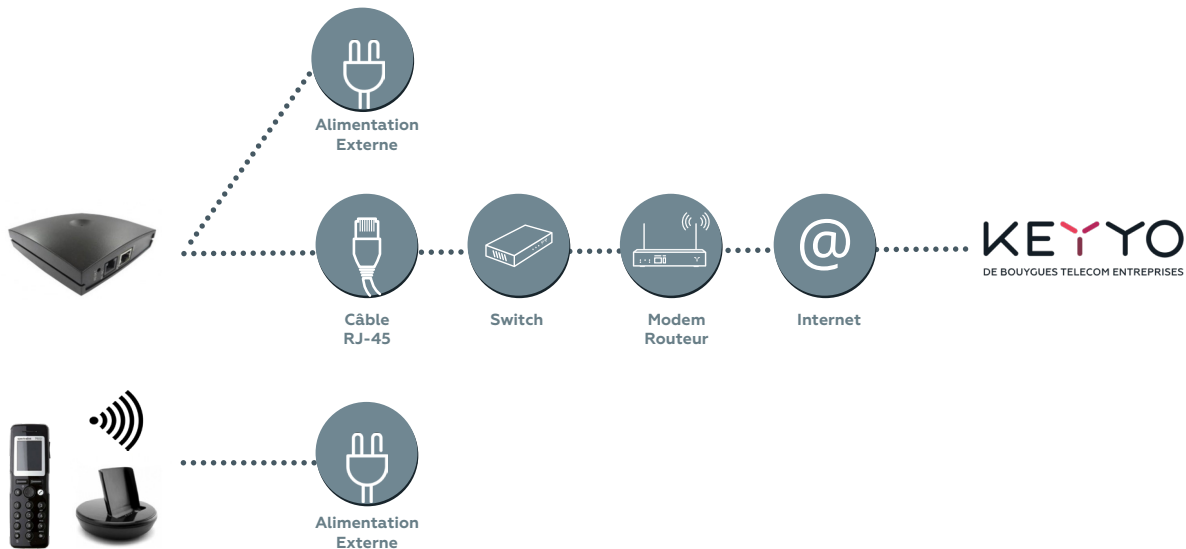 Alimentation
Externe
Câble
RJ-45
Switch
Modem
Routeur
@
Internet
KEYYO
DE BOUYGUES TELECOM ENTREPRISES
Alimentation
Externe